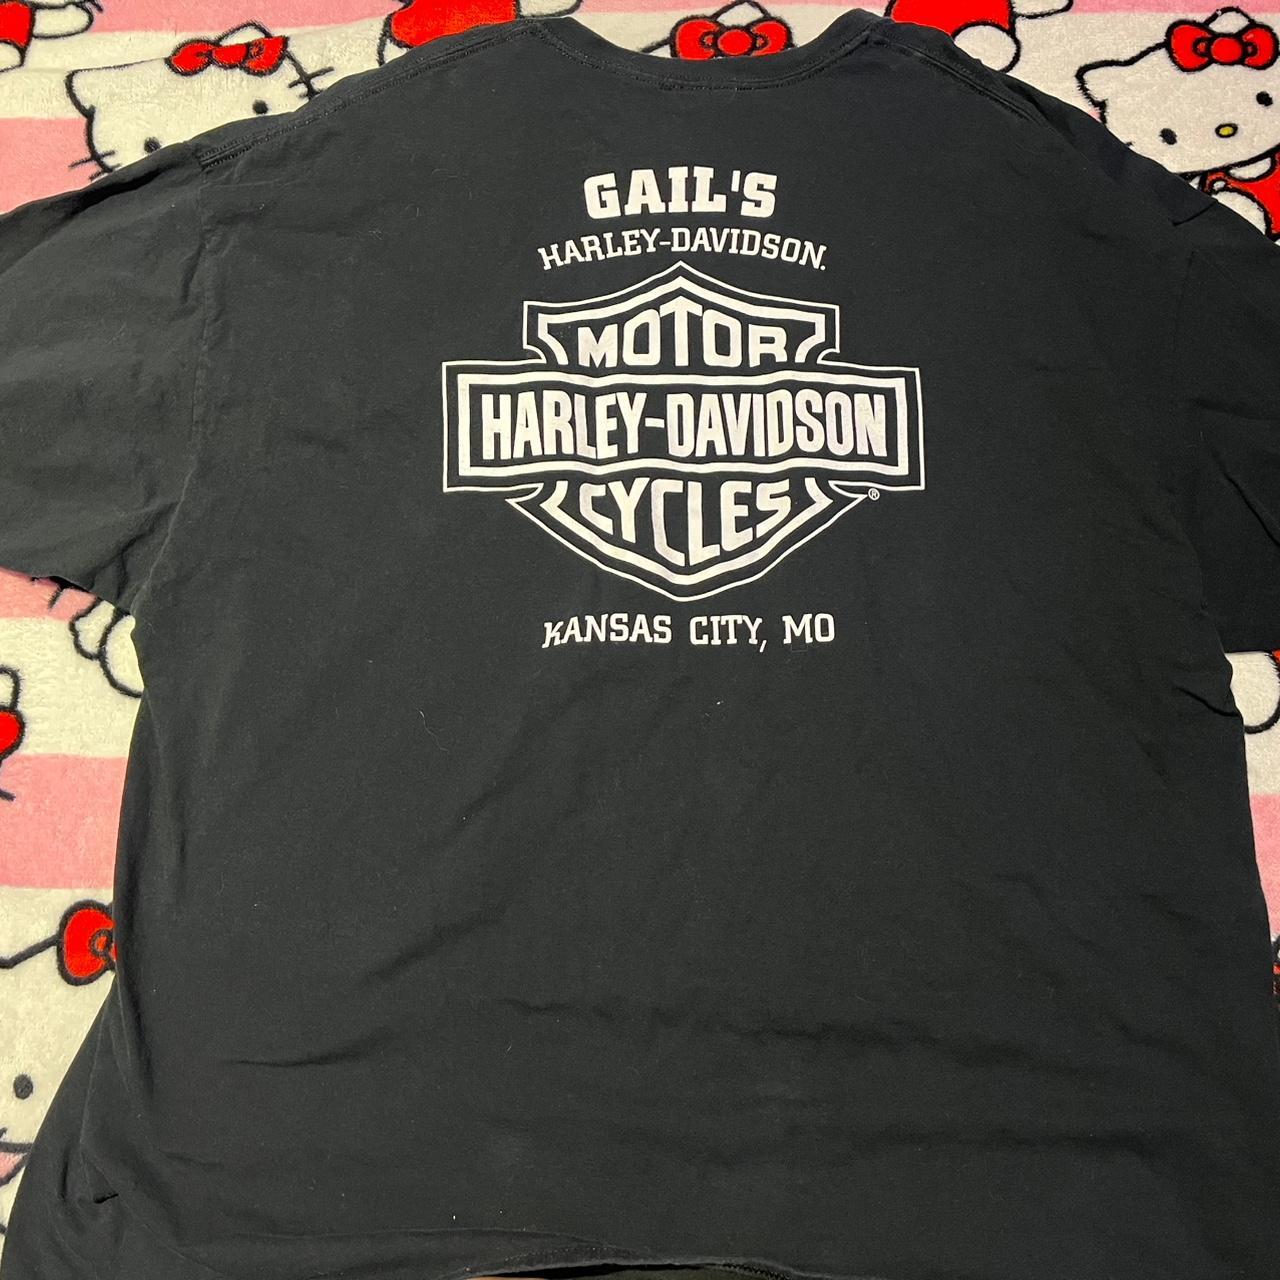 GAIL'S
HARLEY-DAVIDSON.
MOTOR
HARLEY-DAVIDSON
CYCLES
®
KANSAS CITY, MO